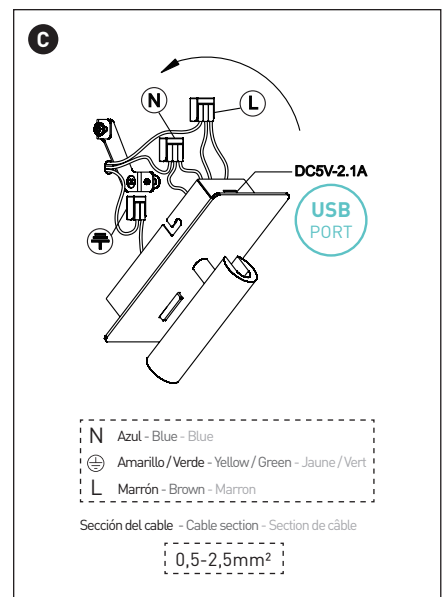 C
N
L
DC5V-2.1A
USB
PORT
N Azul - Blue - Blue
Amarillo / Verde - Yellow / Green - Jaune / Vert
L Marrón - Brown - Marron
Sección del cable - Cable section - Section de câble
0,5-2,5mm²